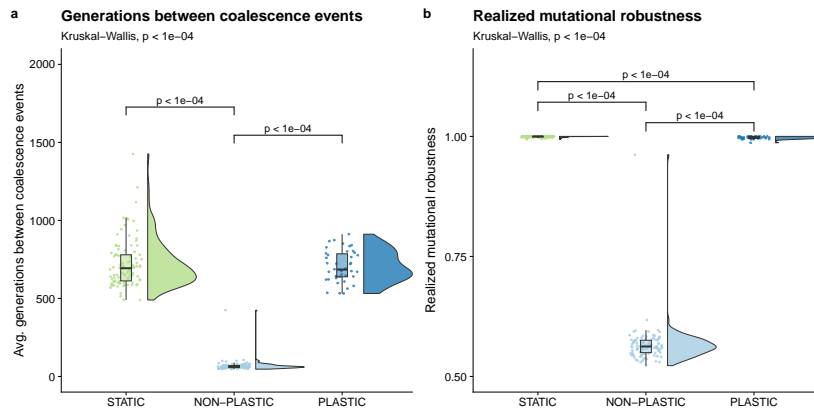 a
Generations between coalescence events
Kruskal−Wallis, p < 1e−04
Avg. generations between coalescence events
2000
1500
1000
500
0
p < 1e−04
p < 1e−04
STATIC
NON−PLASTIC
PLASTIC
b
Realized mutational robustness
Kruskal−Wallis, p < 1e−04
Realized mutational robustness
1.00
0.75
0.50
p < 1e−04
p < 1e−04
p < 1e−04
STATIC
NON−PLASTIC
PLASTIC